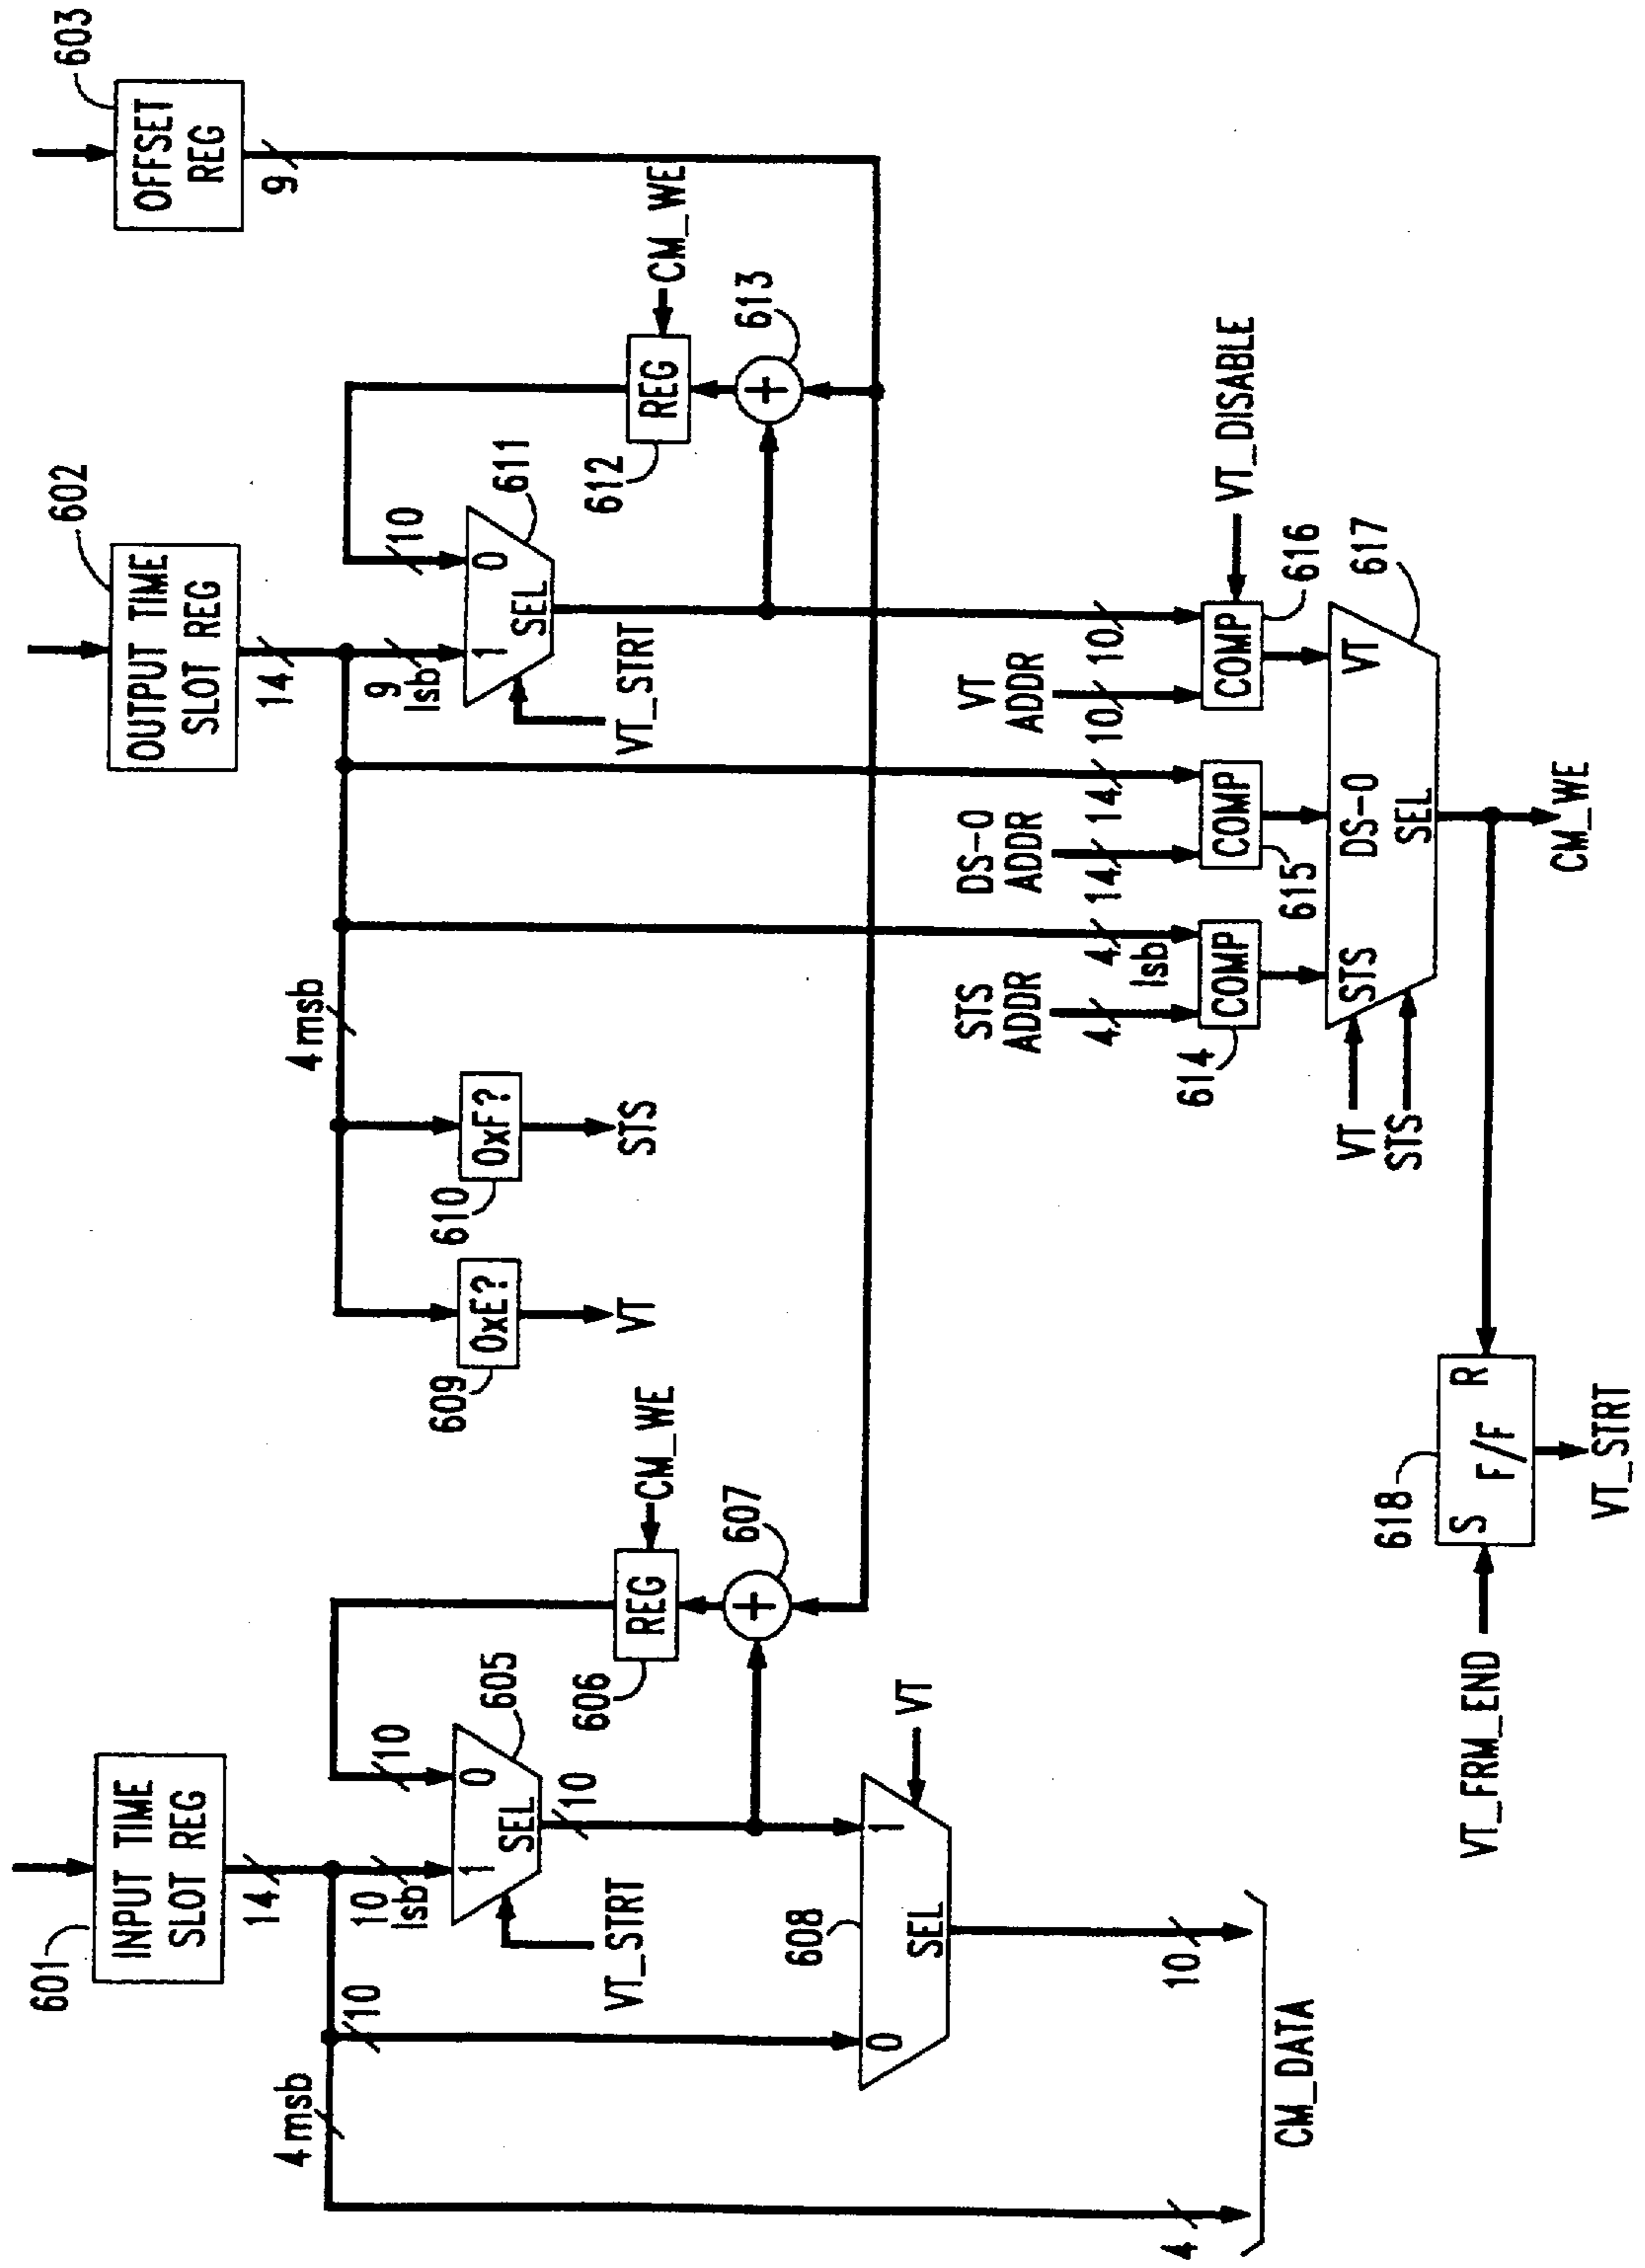 601
INPUT TIME
SLOT REG
602
OUTPUT TIME
SLOT REG
603
OFFSET
REG
14
4msb
10
10
lsb
10
1
0
SEL
605
VT_STRT
10
REG
606
CM_WE
607
608
0
1
SEL
VT
4
10
CM_DATA
14
4msb
9
lsb
10
1
0
SEL
611
VT_STRT
0xE?
609
VT
0xF?
610
STS
REG
612
CM_WE
613
9
STS
ADDR
4
4
lsb
DS-0
ADDR
14
14
VT
ADDR
10
10
COMP
614
COMP
615
COMP
616
VT_DISABLE
STS
DS-0
VT
SEL
617
VT
STS
CM_WE
VT_FRM_END
S
R
F/F
618
VT_STRT